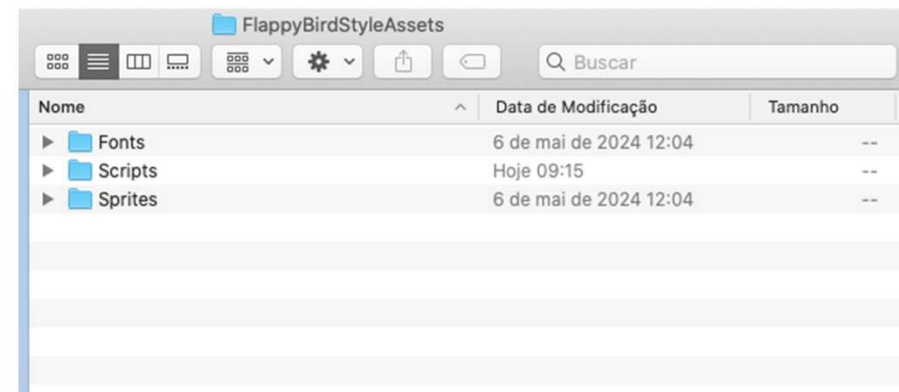 FlappyBirdStyleAssets
Buscar
Nome Data de Modificação Tamanho
Fonts 6 de mai de 2024 12:04 --
Scripts Hoje 09:15 --
Sprites 6 de mai de 2024 12:04 --